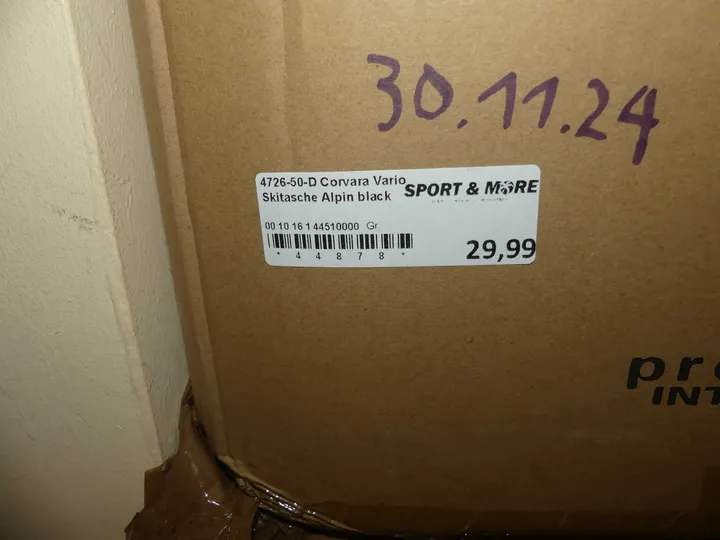 30.11.24
4726-50-D Corvara Vario
Skitasche Alpin black
SPORT & MORE
00 10 16 1 44510000 Gr
* 4 4 8 7 8 *
29,99
pr
INT